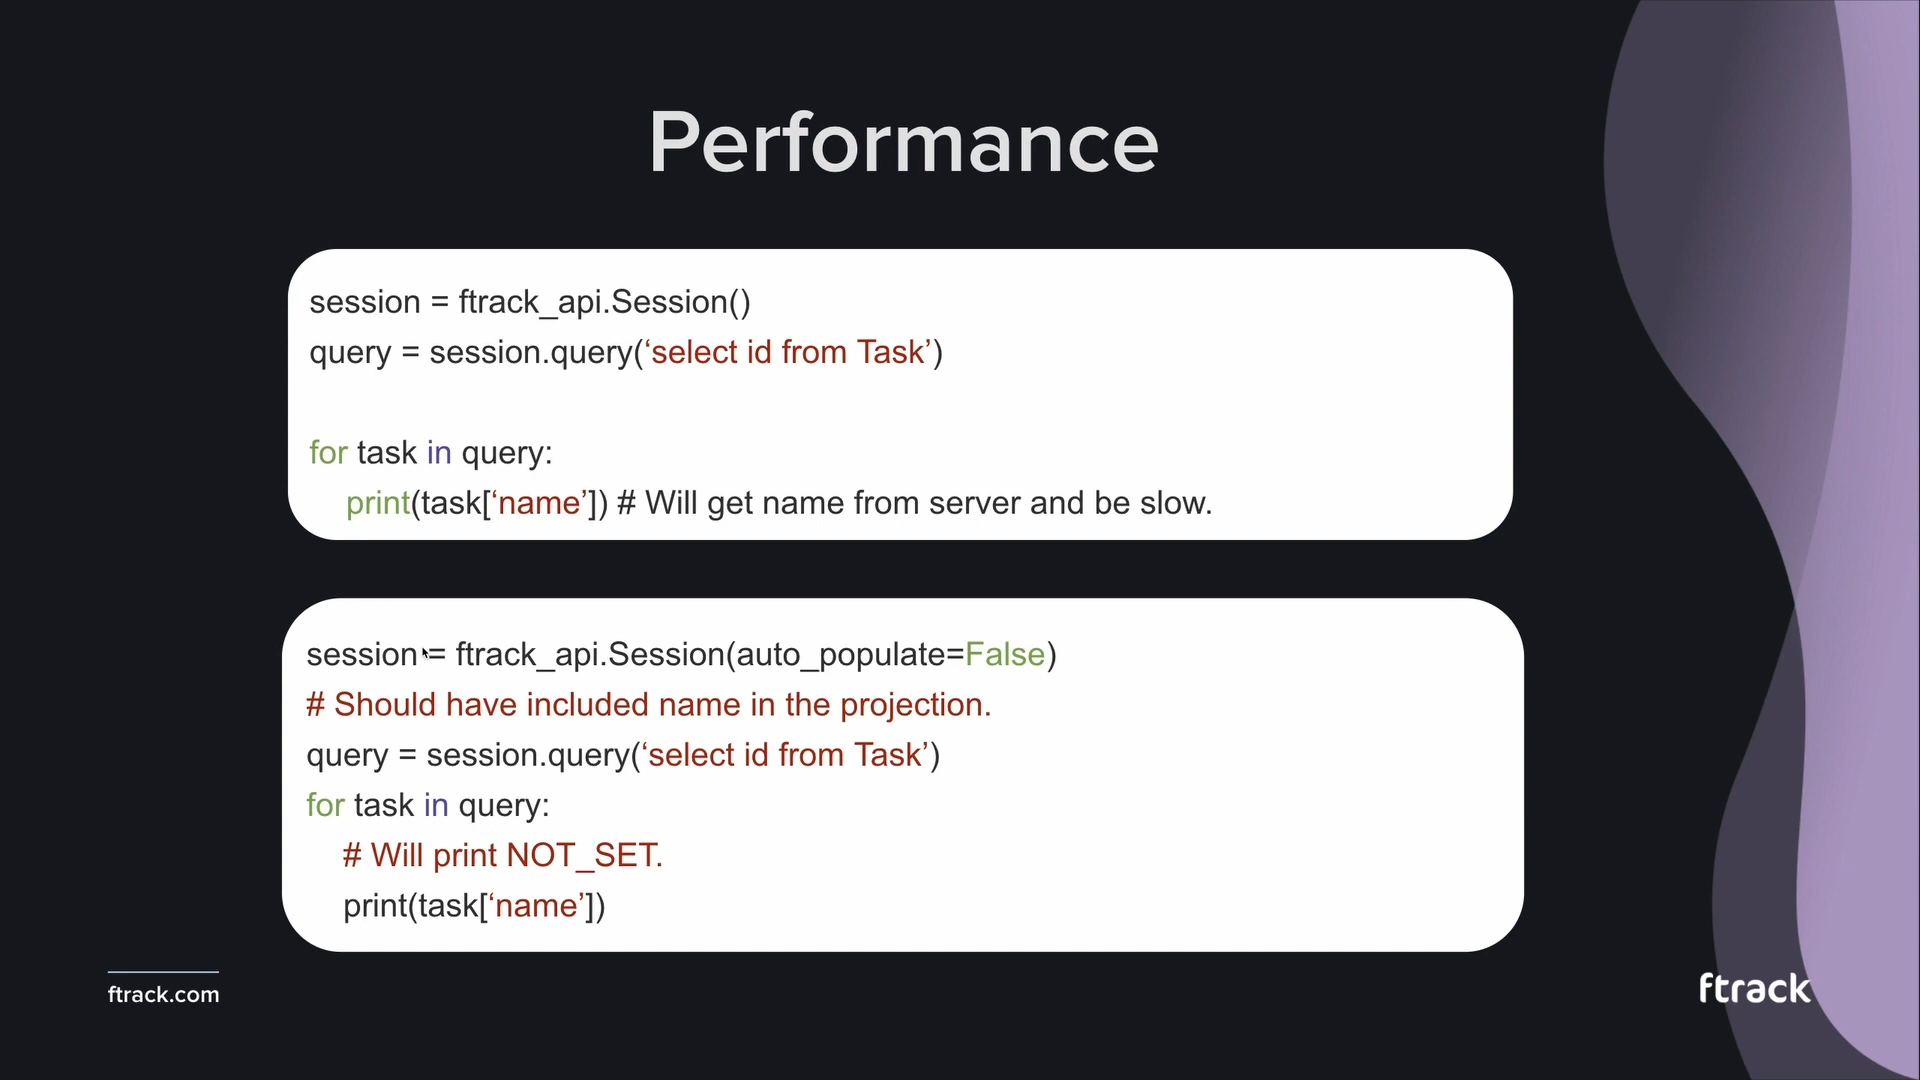 Performance
session = ftrack_api.Session()
query = session.query(‘select id from Task’)
for task in query:
print(task[‘name’]) # Will get name from server and be slow.
session = ftrack_api.Session(auto_populate=False)
# Should have included name in the projection.
query = session.query(‘select id from Task’)
for task in query:
# Will print NOT_SET.
print(task[‘name’])
ftrack.com
ftrack